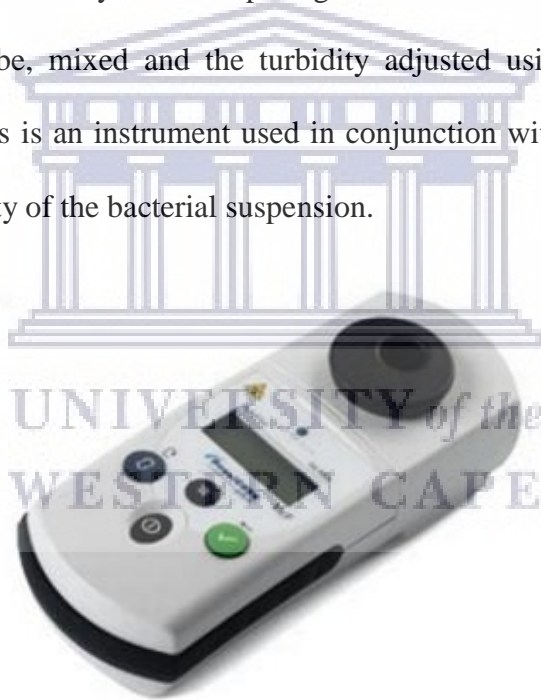 be, mixed and the turbidity adjusted usi
s is an instrument used in conjunction wi
ty of the bacterial suspension.
UNIVERSITY of the
WESTERN CAPE